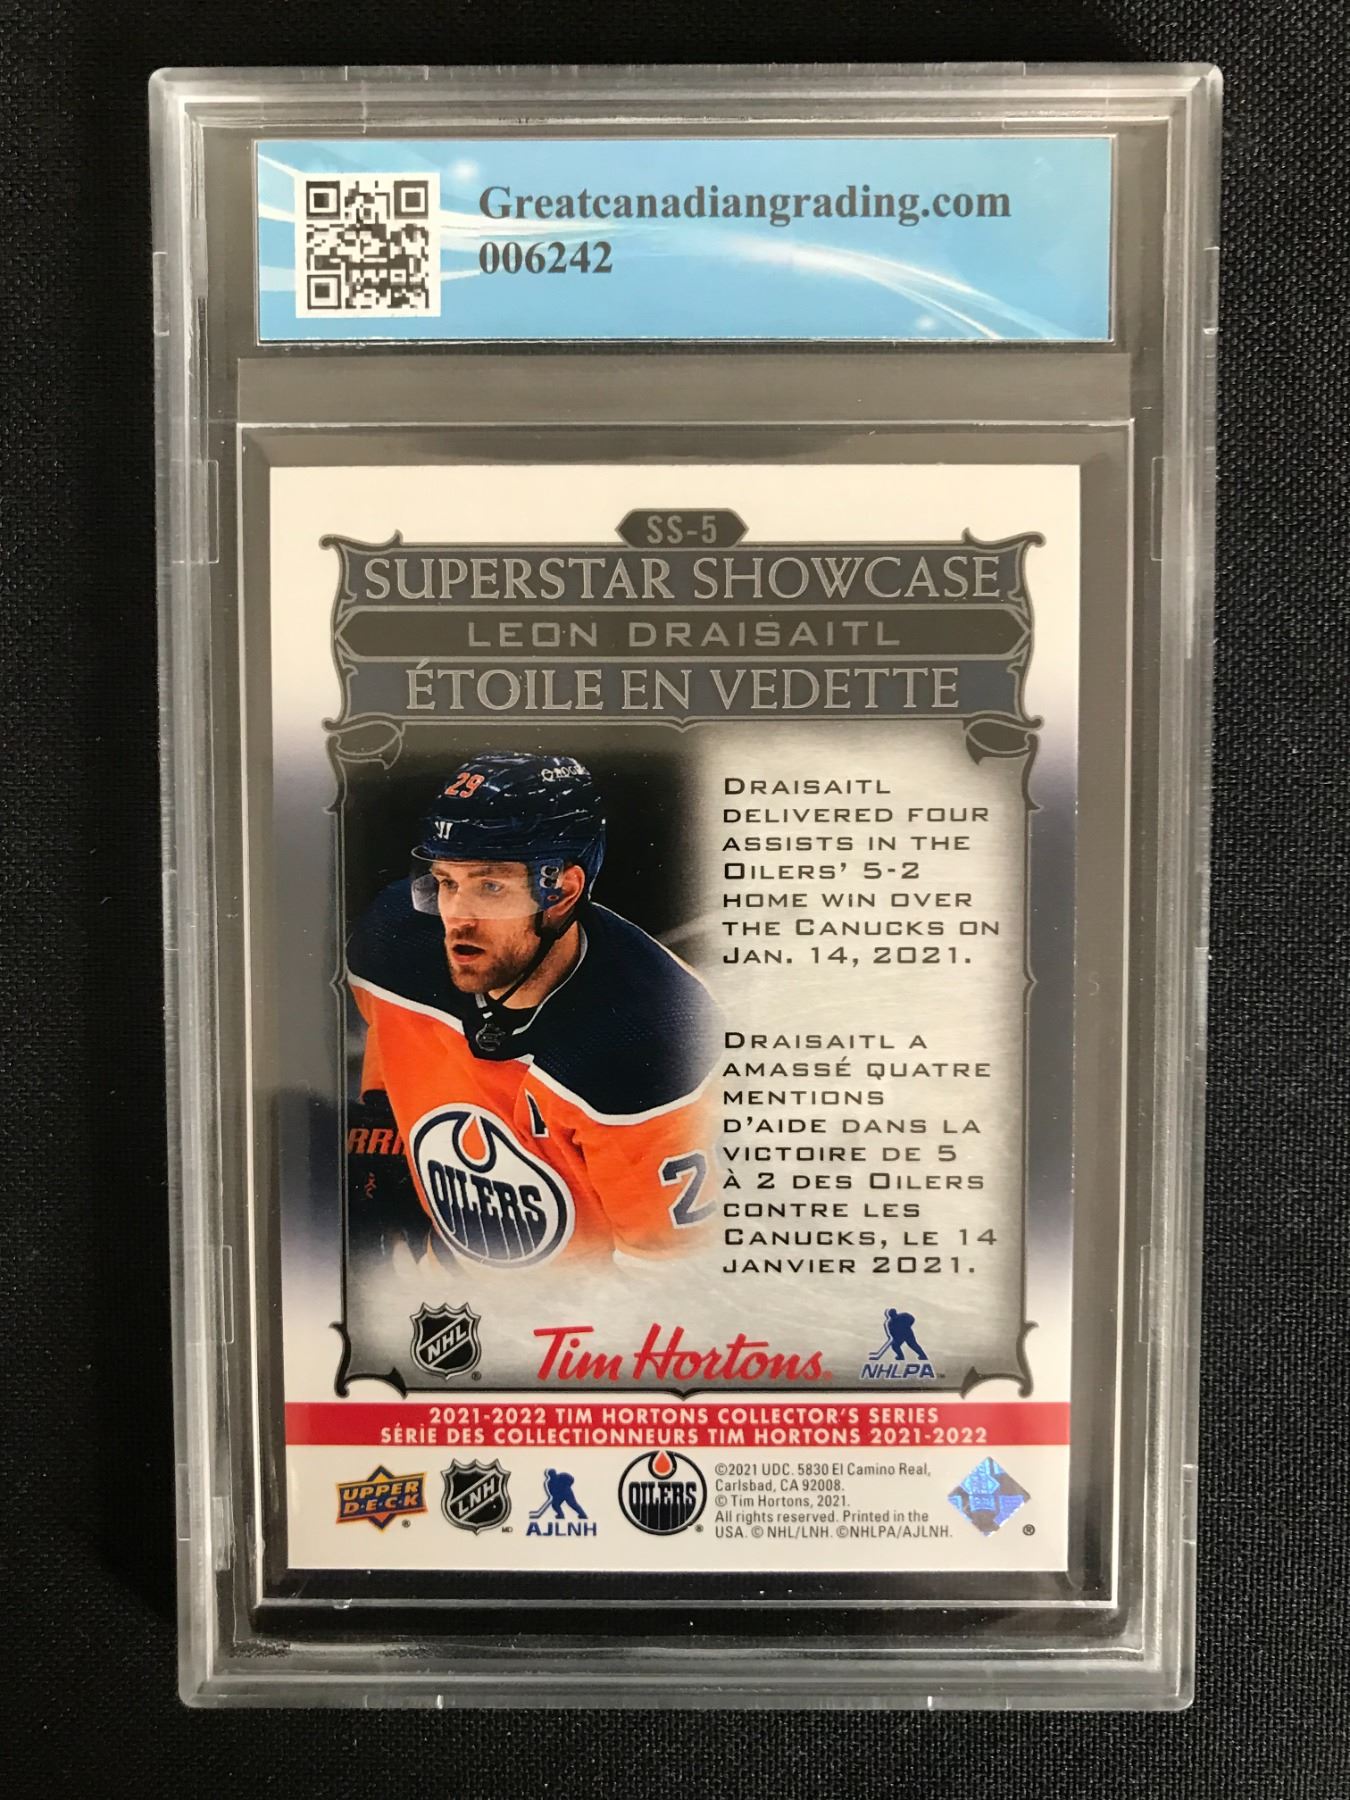 Greatcanadiangrading.com
006242
SS-5
SUPERSTAR SHOWCASE
LEON DRAISAITL
ÉTOILE EN VEDETTE
29
DRAISAITL
DELIVERED FOUR
ASSISTS IN THE
OILERS' 5-2
HOME WIN OVER
THE CANUCKS ON
JAN. 14, 2021.
DRAISAITL A
AMASSÉ QUATRE
MENTIONS
D'AIDE DANS LA
VICTOIRE DE 5
À 2 DES OILERS
CONTRE LES
CANUCKS, LE 14
JANVIER 2021.
A
OILERS
2
NHL ®
Tim Hortons.
NHLPA
2021-2022 TIM HORTONS COLLECTOR'S SERIES
SÉRIE DES COLLECTIONNEURS TIM HORTONS 2021-2022
UPPER
D·E·C·K ®
LNH MD
AJLNH
OILERS ®
©2021 UDC. 5830 El Camino Real,
Carlsbad, CA 92008.
© Tim Hortons, 2021.
All rights reserved. Printed in the
USA. © NHL/LNH. ©NHLPA/AJLNH.
®